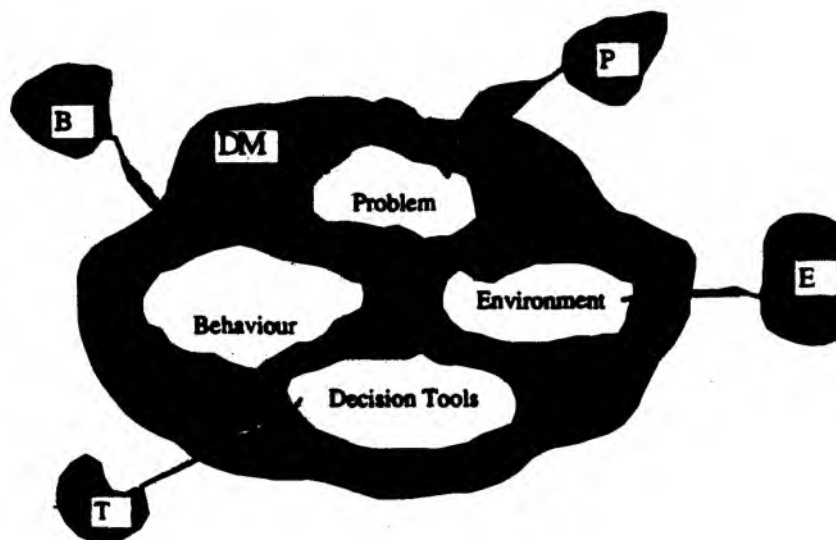 P
B
DM
Problem
E
Environment
Behaviour
Decision Tools
T